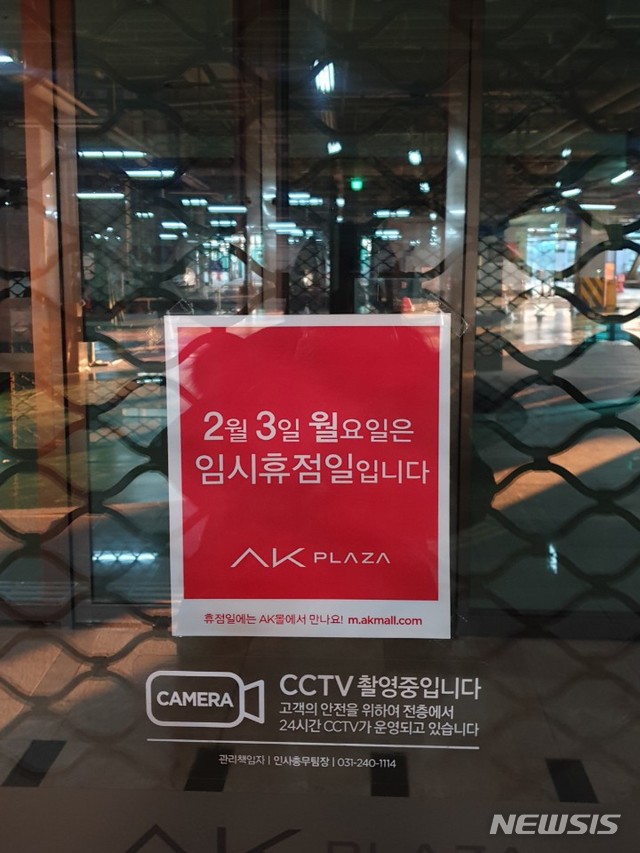 2월 3일 월요일은
임시휴점일입니다
AK PLAZA
휴점일에는 AK몰에서 만나요! m.akmall.com
CAMERA
CCTV 촬영중입니다
고객의 안전을 위하여 전층에서
24시간 CCTV가 운영되고 있습니다
관리책임자 | 인사총무팀장 | 031-240-1114
NEWSIS
AK PLAZA